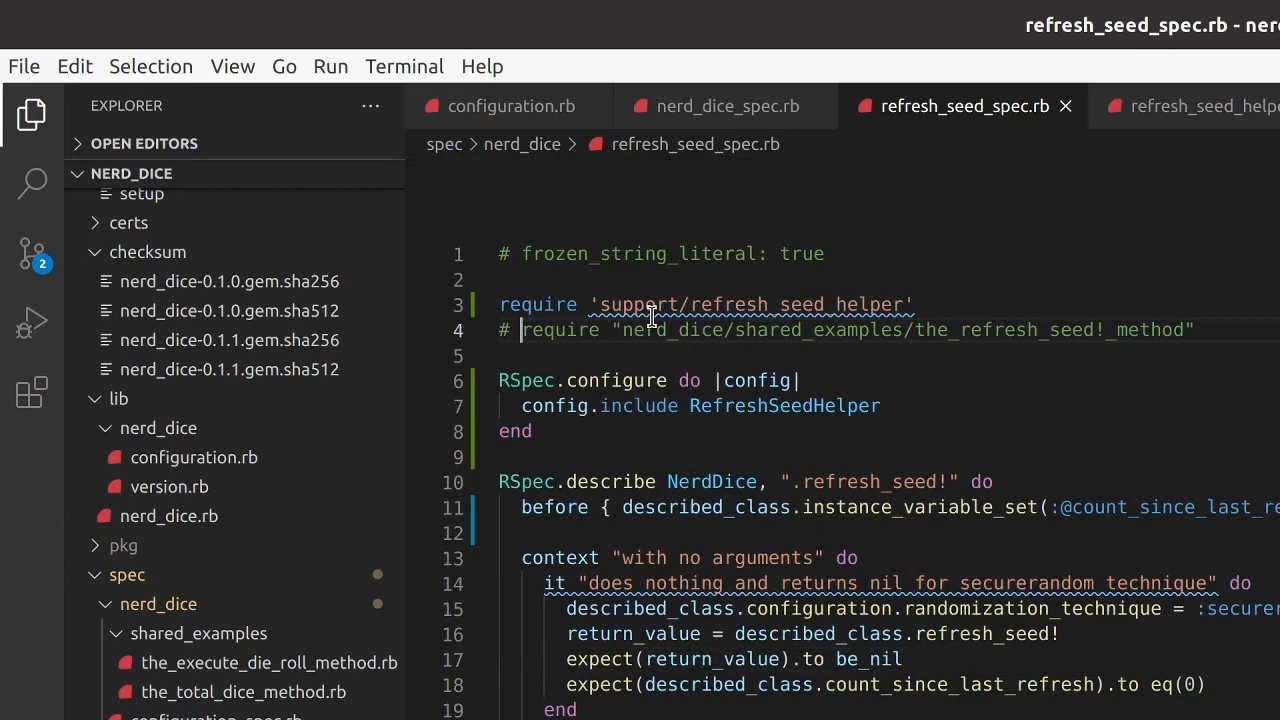 refresh_seed_spec.rb - ner
File Edit Selection View Go Run Terminal Help
EXPLORER
OPEN EDITORS
NERD_DICE
setup
certs
checksum
nerd_dice-0.1.0.gem.sha256
nerd_dice-0.1.0.gem.sha512
nerd_dice-0.1.1.gem.sha256
nerd_dice-0.1.1.gem.sha512
lib
nerd_dice
configuration.rb
version.rb
nerd_dice.rb
pkg
spec
nerd_dice
shared_examples
the_execute_die_roll_method.rb
the_total_dice_method.rb
configuration_spec.rb
2
configuration.rb nerd_dice_spec.rb refresh_seed_spec.rb refresh_seed_helpe
spec > nerd_dice > refresh_seed_spec.rb
1 # frozen_string_literal: true
2
3 require 'support/refresh_seed_helper'
4 # require "nerd_dice/shared_examples/the_refresh_seed!_method"
5
6 RSpec.configure do |config|
7 config.include RefreshSeedHelper
8 end
9
10 RSpec.describe NerdDice, ".refresh_seed!" do
11 before { described_class.instance_variable_set(:@count_since_last_re
12
13 context "with no arguments" do
14 it "does nothing and returns nil for securerandom technique" do
15 described_class.configuration.randomization_technique = :secure
16 return_value = described_class.refresh_seed!
17 expect(return_value).to be_nil
18 expect(described_class.count_since_last_refresh).to eq(0)
19 end